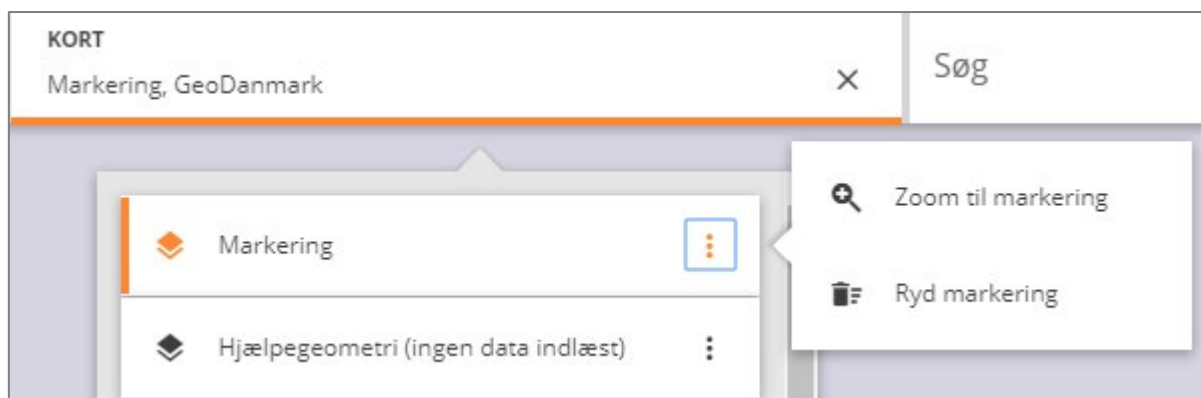 KORT
Markering, GeoDanmark
Søg
Markering
Hjælpegeometri (ingen data indlæst)
Zoom til markering
Ryd markering